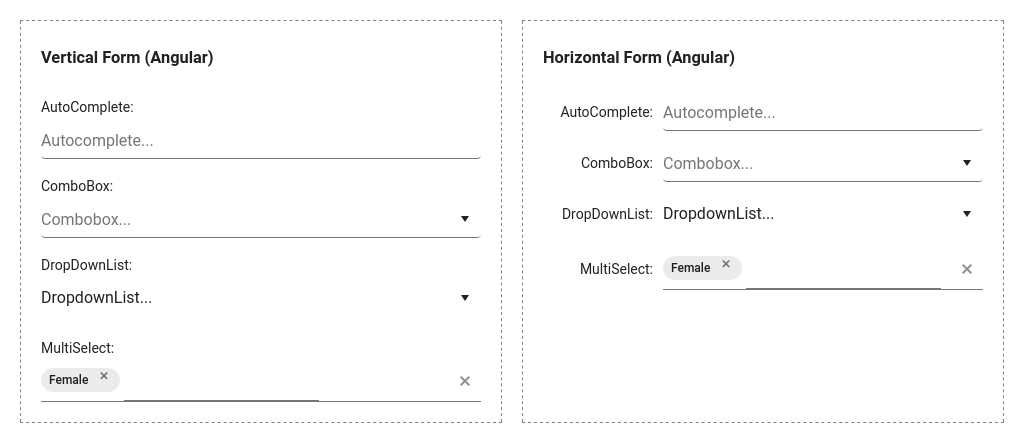 Vertical Form (Angular)
AutoComplete:
Autocomplete...
ComboBox:
Combobox...
DropDownList:
DropdownList...
MultiSelect:
Female
Horizontal Form (Angular)
AutoComplete: Autocomplete...
ComboBox: Combobox...
DropDownList: DropdownList...
MultiSelect: Female